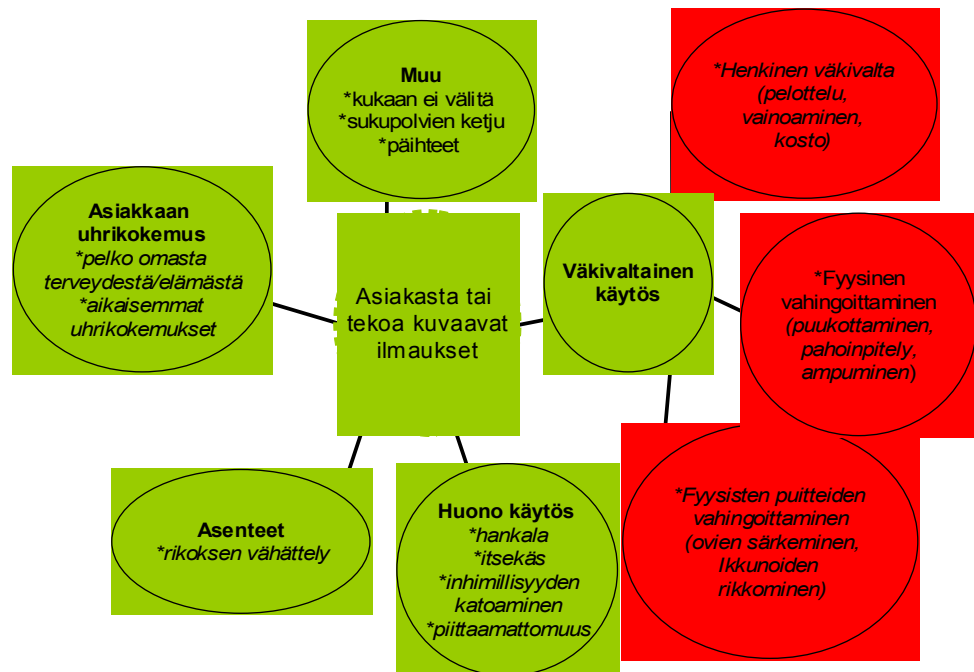 Muu
*kukaan ei välitä
*sukupolvien ketju
*päihteet
*Henkinen väkivalta
(pelottelu,
vainoaminen,
kosto)
Asiakkaan
uhrikokemus
*pelko omasta
terveydestä/elämästä
*aikaisemmat
uhrikokemukset
Asiakasta tai
tekoa kuvaavat
ilmaukset
Väkivaltainen
käytös
*Fyysinen
vahingoittaminen
(puukottaminen,
pahoinpitely,
ampuminen)
Asenteet
*rikoksen vähättely
Huono käytös
*hankala
*itsekäs
*inhimillisyyden
katoaminen
*piittaamattomuus
*Fyysisten puitteiden
vahingoittaminen
(ovien särkeminen,
Ikkunoiden
rikkominen)